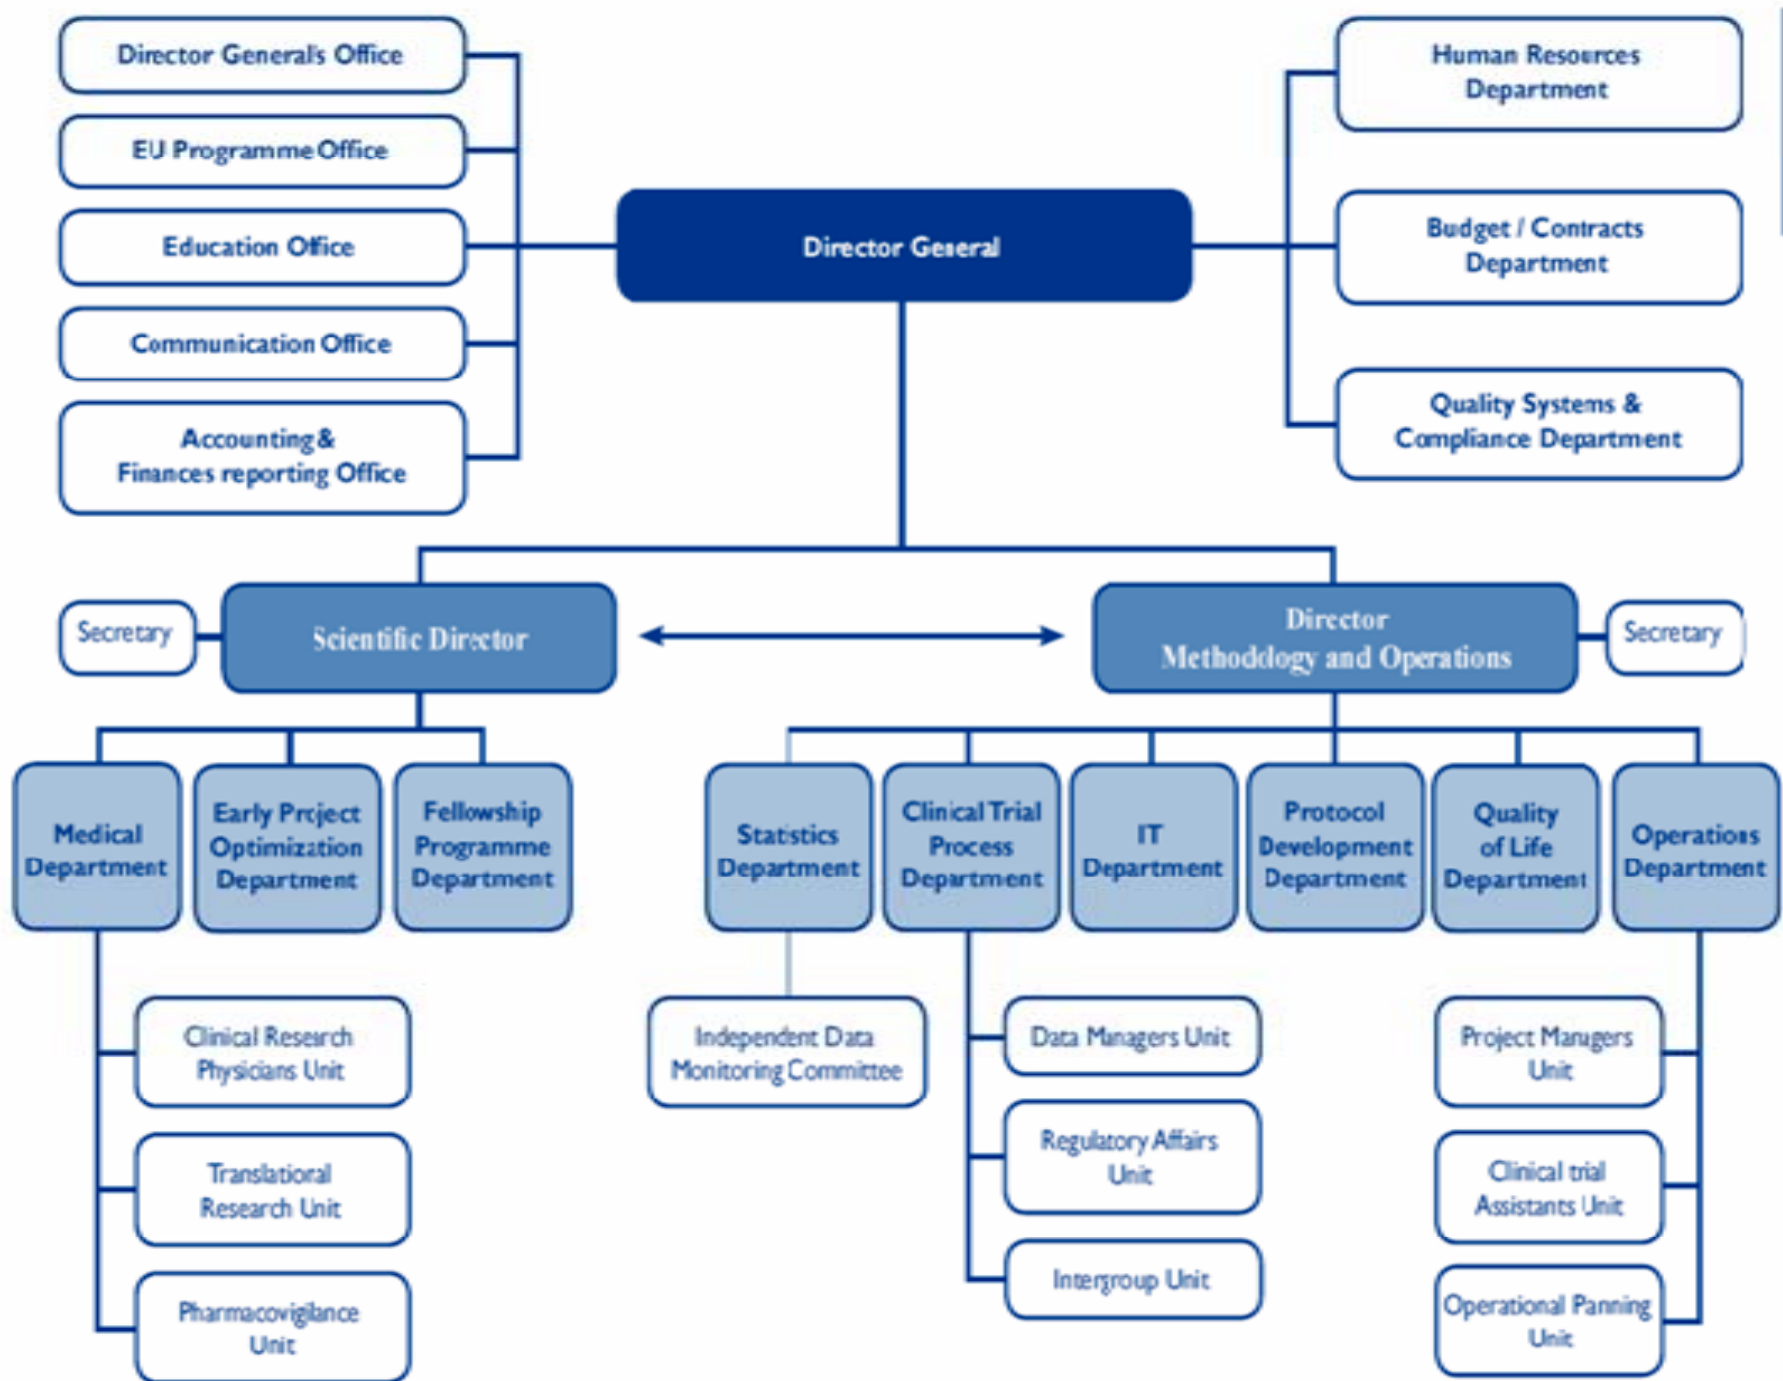 Director General's Office
EU Programme Office
Education Office
Communication Office
Accounting &
Finances reporting Office
Director General
Human Resources
Department
Budget / Contracts
Department
Quality Systems &
Compliance Department
Secretary
Scientific Director
Director
Methodology and Operations
Secretary
Medical
Department
Early Project
Optimization
Department
Fellowship
Programme
Department
Statistics
Department
Clinical Trial
Process
Department
IT
Department
Protocol
Development
Department
Quality
of Life
Department
Operations
Department
Clinical Research
Physicians Unit
Translational
Research Unit
Pharmacovigilance
Unit
Independent Data
Monitoring Committee
Data Managers Unit
Regulatory Affairs
Unit
Intergroup Unit
Project Managers
Unit
Clinical trial
Assistants Unit
Operational Panning
Unit